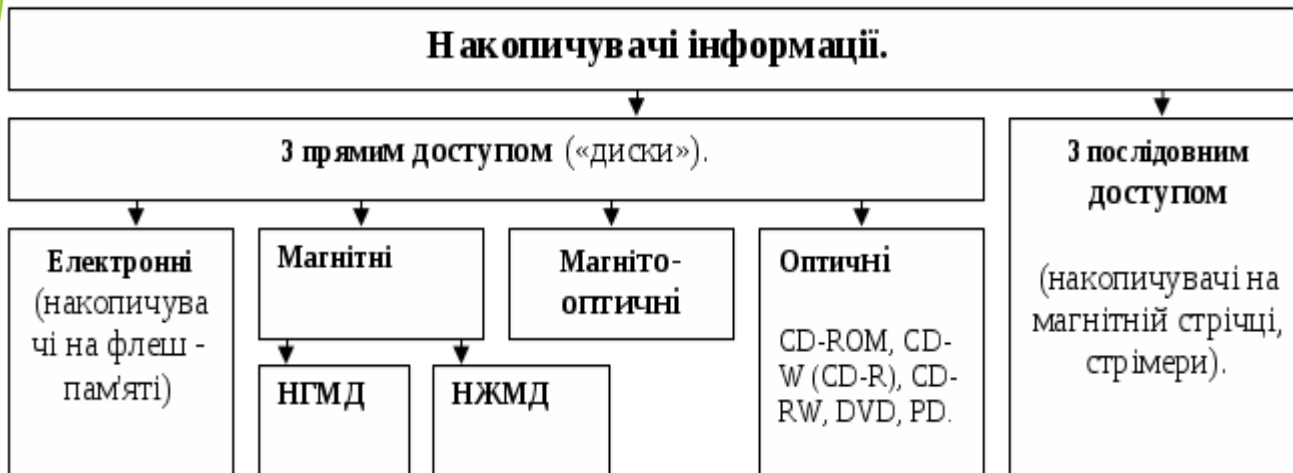 Накопичувачі інформації.
З прямим доступом («диски»).
З послідовним
доступом
(накопичувачі на
магнітній стрічці,
стрімери).
Електронні
(накопичува
чі на флеш -
пам'яті)
Магнітні
НГМД
НЖМД
Магніто-
оптичні
Оптичні
CD-ROM, CD-
W (CD-R), CD-
RW, DVD, PD.